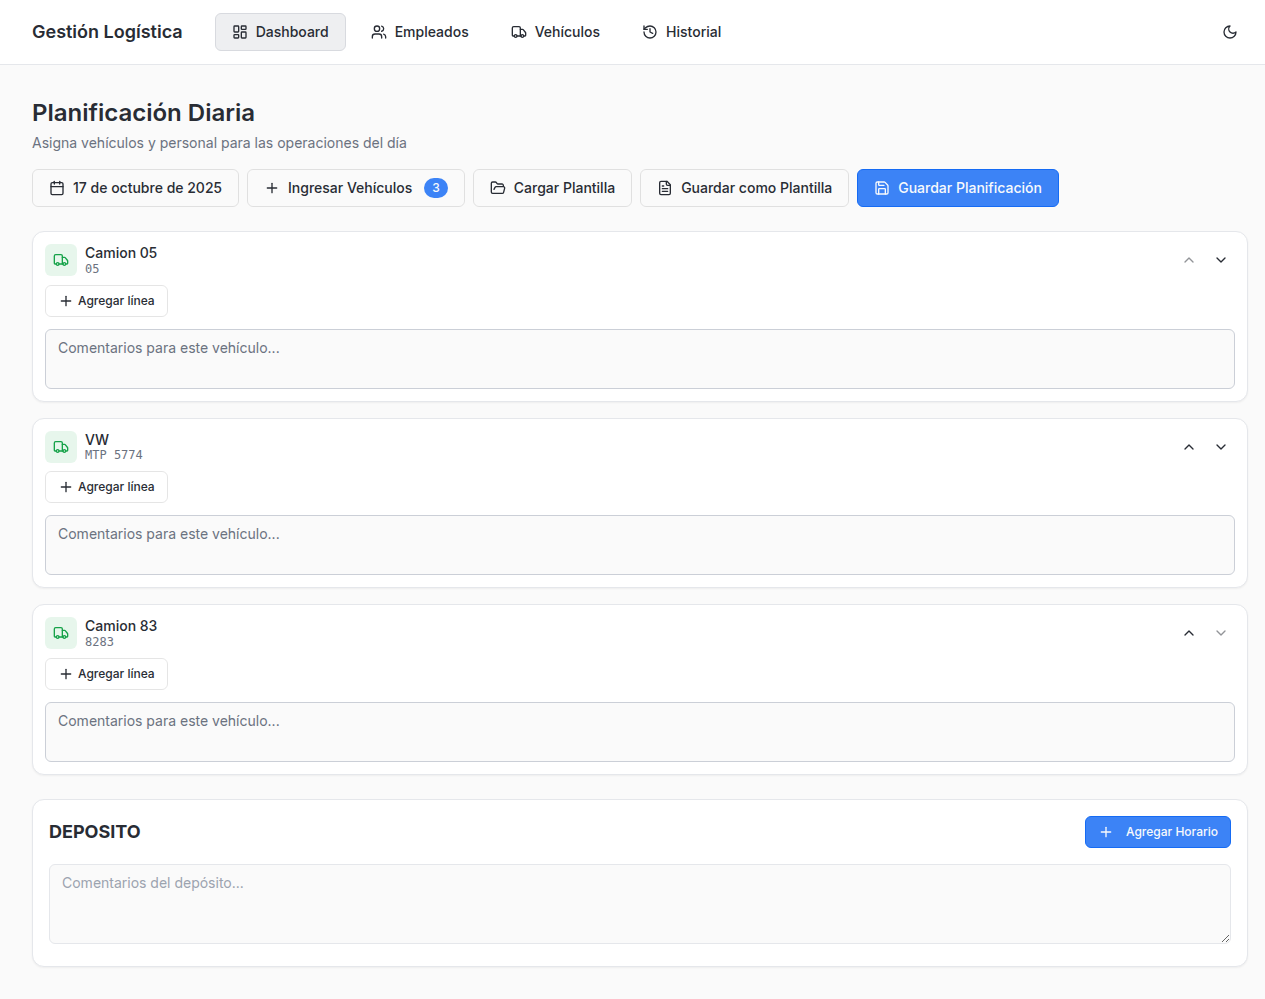 Gestión Logística
Dashboard
Empleados
Vehículos
Historial
Planificación Diaria
Asigna vehículos y personal para las operaciones del día
17 de octubre de 2025
Ingresar Vehículos 3
Cargar Plantilla
Guardar como Plantilla
Guardar Planificación
Camion 05
05
Agregar línea
Comentarios para este vehículo...
VW
MTP 5774
Agregar línea
Comentarios para este vehículo...
Camion 83
8283
Agregar línea
Comentarios para este vehículo...
DEPOSITO
Agregar Horario
Comentarios del depósito...